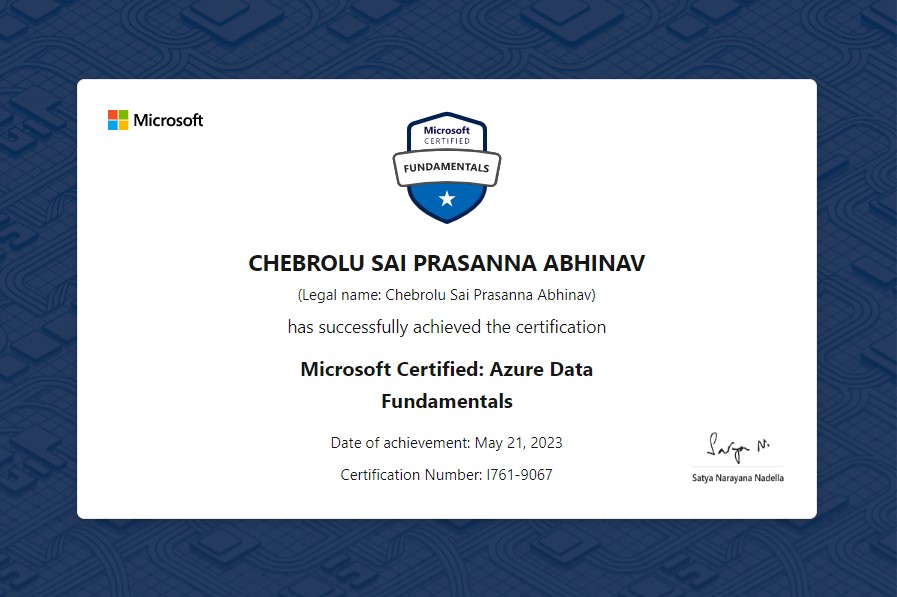 Microsoft
Microsoft
CERTIFIED
FUNDAMENTALS
CHEBROLU SAI PRASANNA ABHINAV
(Legal name: Chebrolu Sai Prasanna Abhinav)
has successfully achieved the certification
Microsoft Certified: Azure Data
Fundamentals
Date of achievement: May 21, 2023
Certification Number: I761-9067
Satya N.
Satya Narayana Nadella